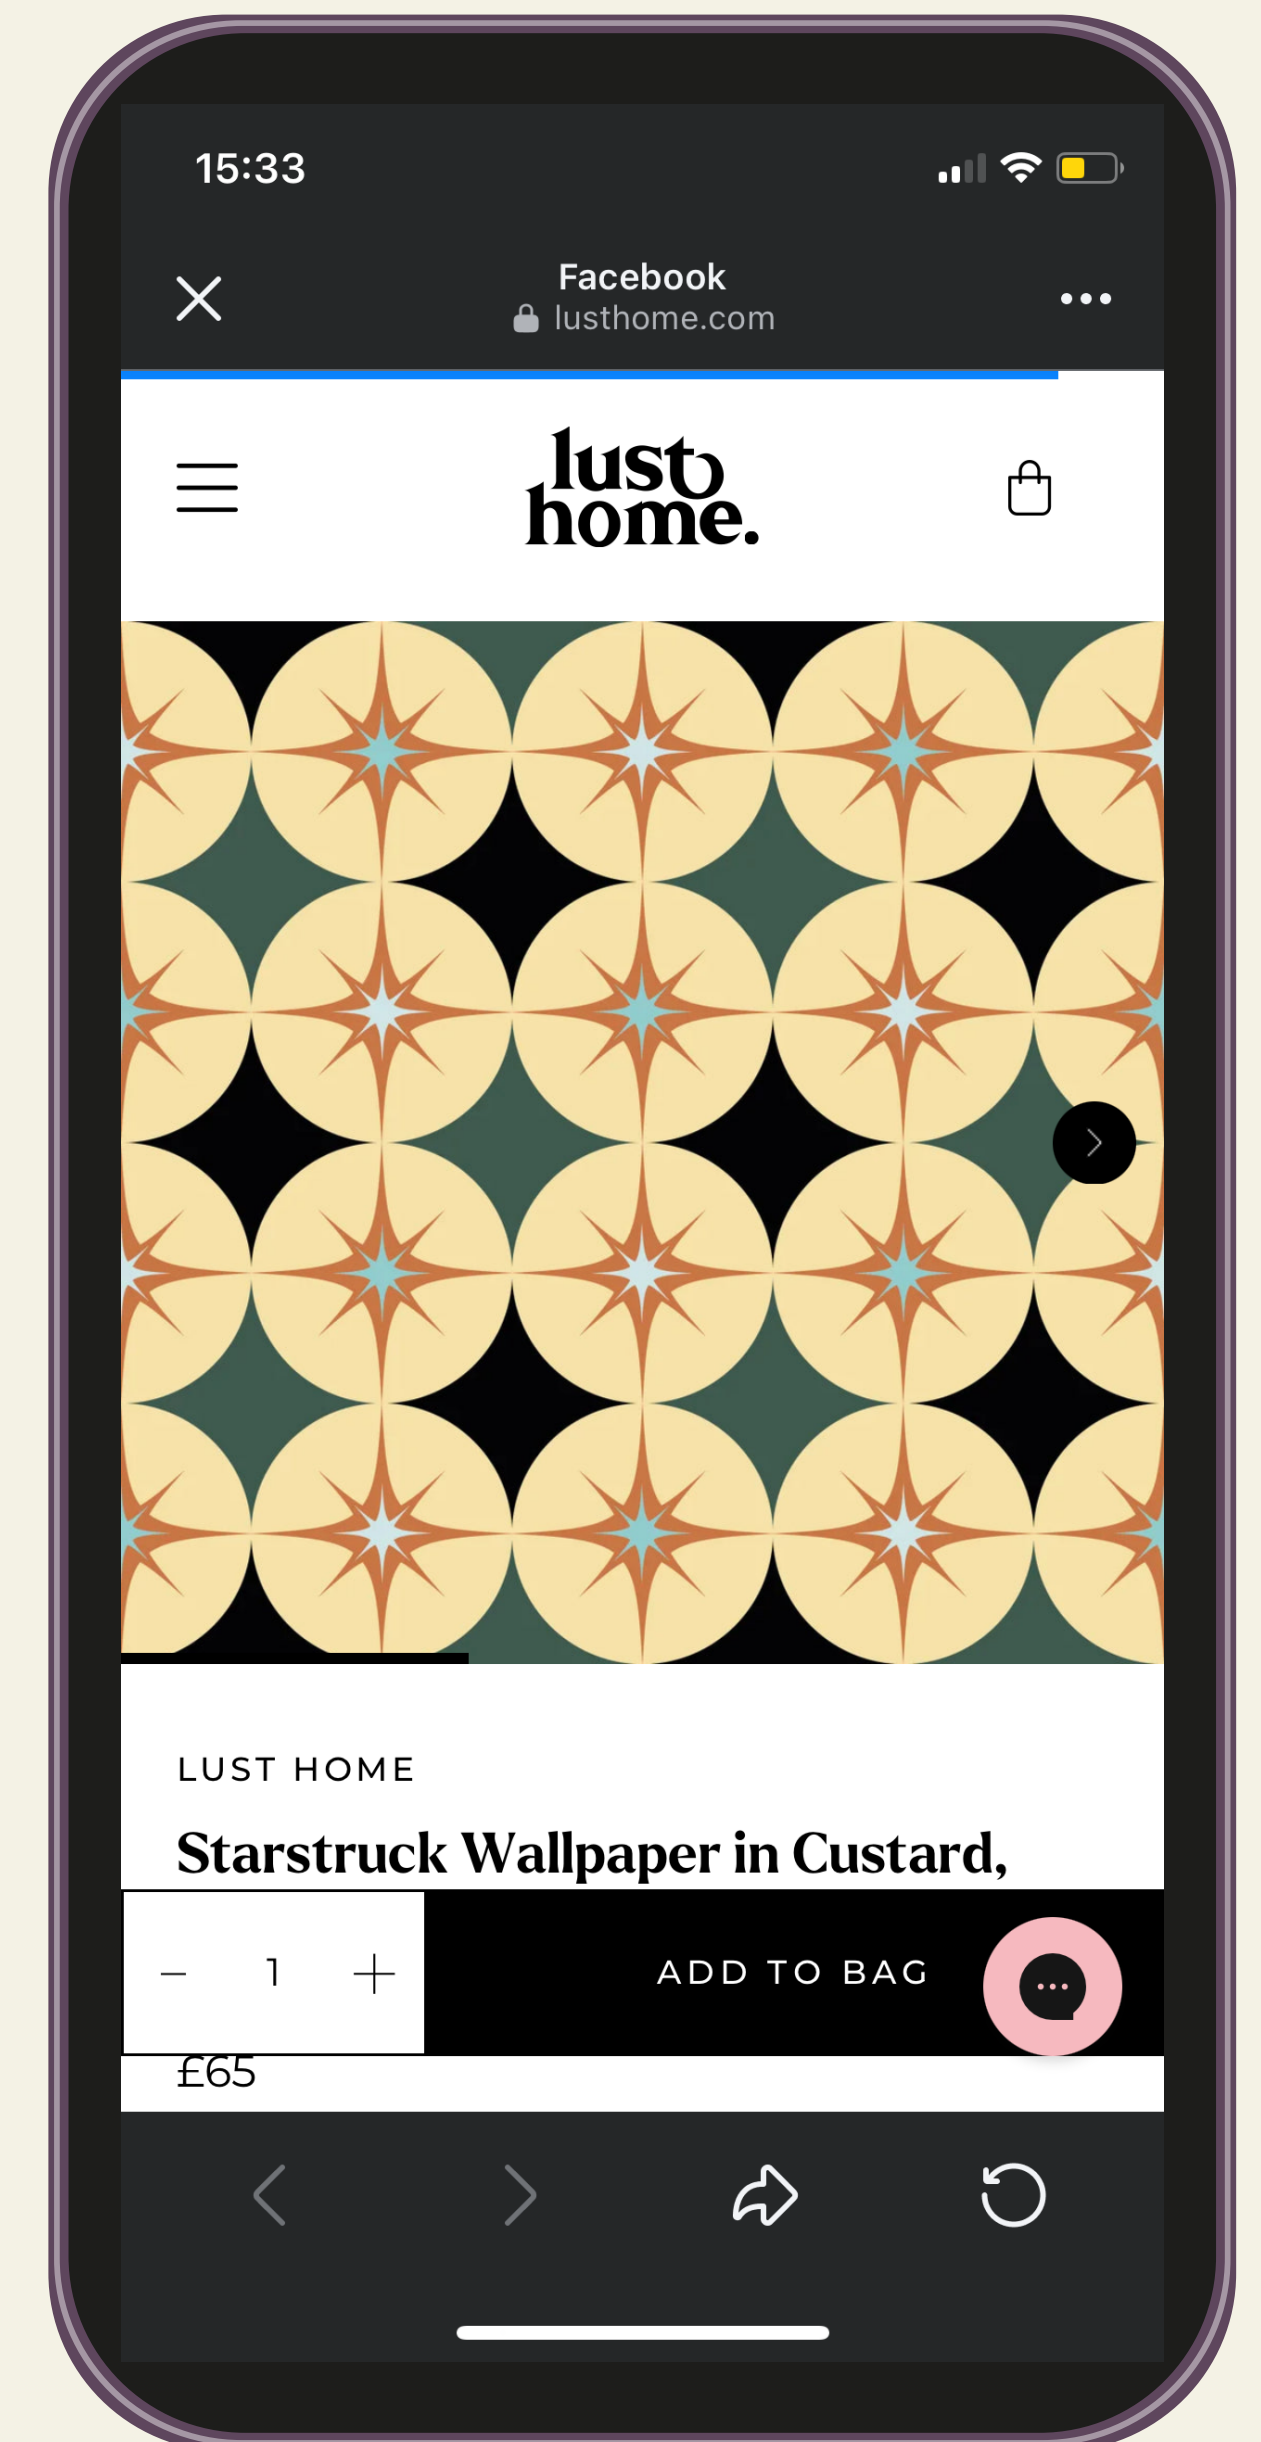 15:33
Facebook
lusthome.com
lust
home.
LUST HOME
Starstruck Wallpaper in Custard,
1
ADD TO BAG
£65